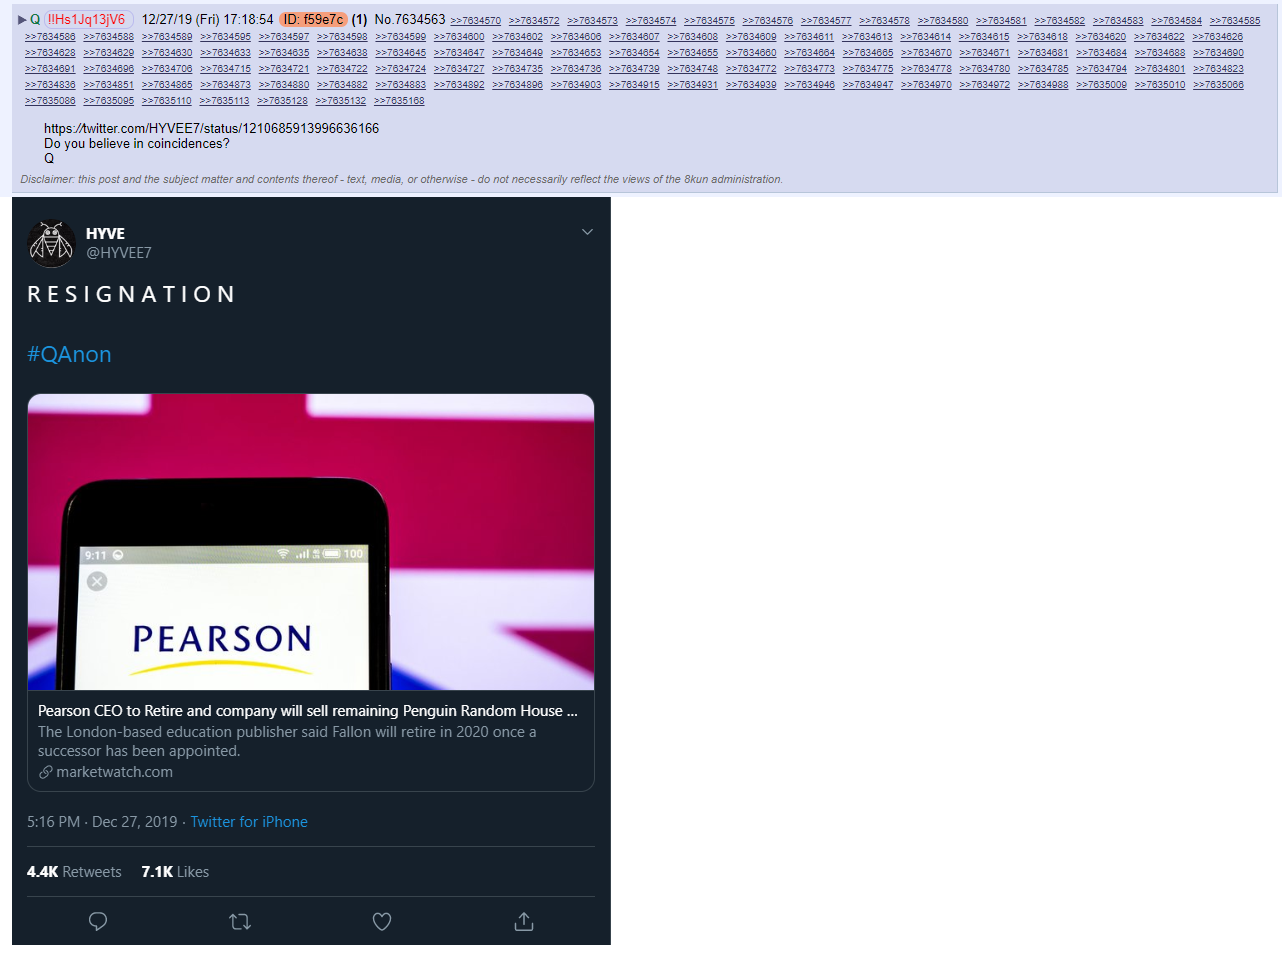 ▶ Q !!Hs1Jq13jV6 12/27/19 (Fri) 17:18:54 ID: f59e7c (1) No.7634563 >>7634570 >>7634572 >>7634573 >>7634574 >>7634575 >>7634576 >>7634577 >>7634578 >>7634580 >>7634581 >>7634582 >>7634583 >>7634584 >>7634585
>>7634586 >>7634588 >>7634589 >>7634595 >>7634597 >>7634598 >>7634599 >>7634600 >>7634602 >>7634606 >>7634607 >>7634608 >>7634609 >>7634611 >>7634613 >>7634614 >>7634615 >>7634618 >>7634620 >>7634622 >>7634626
>>7634628 >>7634629 >>7634630 >>7634633 >>7634635 >>7634638 >>7634645 >>7634647 >>7634649 >>7634653 >>7634654 >>7634655 >>7634660 >>7634664 >>7634665 >>7634670 >>7634671 >>7634681 >>7634684 >>7634688 >>7634690
>>7634691 >>7634696 >>7634706 >>7634715 >>7634721 >>7634722 >>7634724 >>7634727 >>7634735 >>7634736 >>7634739 >>7634748 >>7634772 >>7634773 >>7634775 >>7634778 >>7634780 >>7634785 >>7634794 >>7634801 >>7634823
>>7634836 >>7634851 >>7634865 >>7634873 >>7634880 >>7634882 >>7634883 >>7634892 >>7634896 >>7634903 >>7634915 >>7634931 >>7634939 >>7634946 >>7634947 >>7634970 >>7634972 >>7634988 >>7635009 >>7635010 >>7635066
>>7635086 >>7635095 >>7635110 >>7635113 >>7635128 >>7635132 >>7635168
https://twitter.com/HYVEE7/status/1210685913996636166
Do you believe in coincidences?
Q
Disclaimer: this post and the subject matter and contents thereof - text, media, or otherwise - do not necessarily reflect the views of the 8kun administration.
HYVE
@HYVEE7
R E S I G N A T I O N
#QAnon
9:11 100
PEARSON
Pearson CEO to Retire and company will sell remaining Penguin Random House ...
The London-based education publisher said Fallon will retire in 2020 once a
successor has been appointed.
marketwatch.com
5:16 PM · Dec 27, 2019 · Twitter for iPhone
4.4K Retweets 7.1K Likes